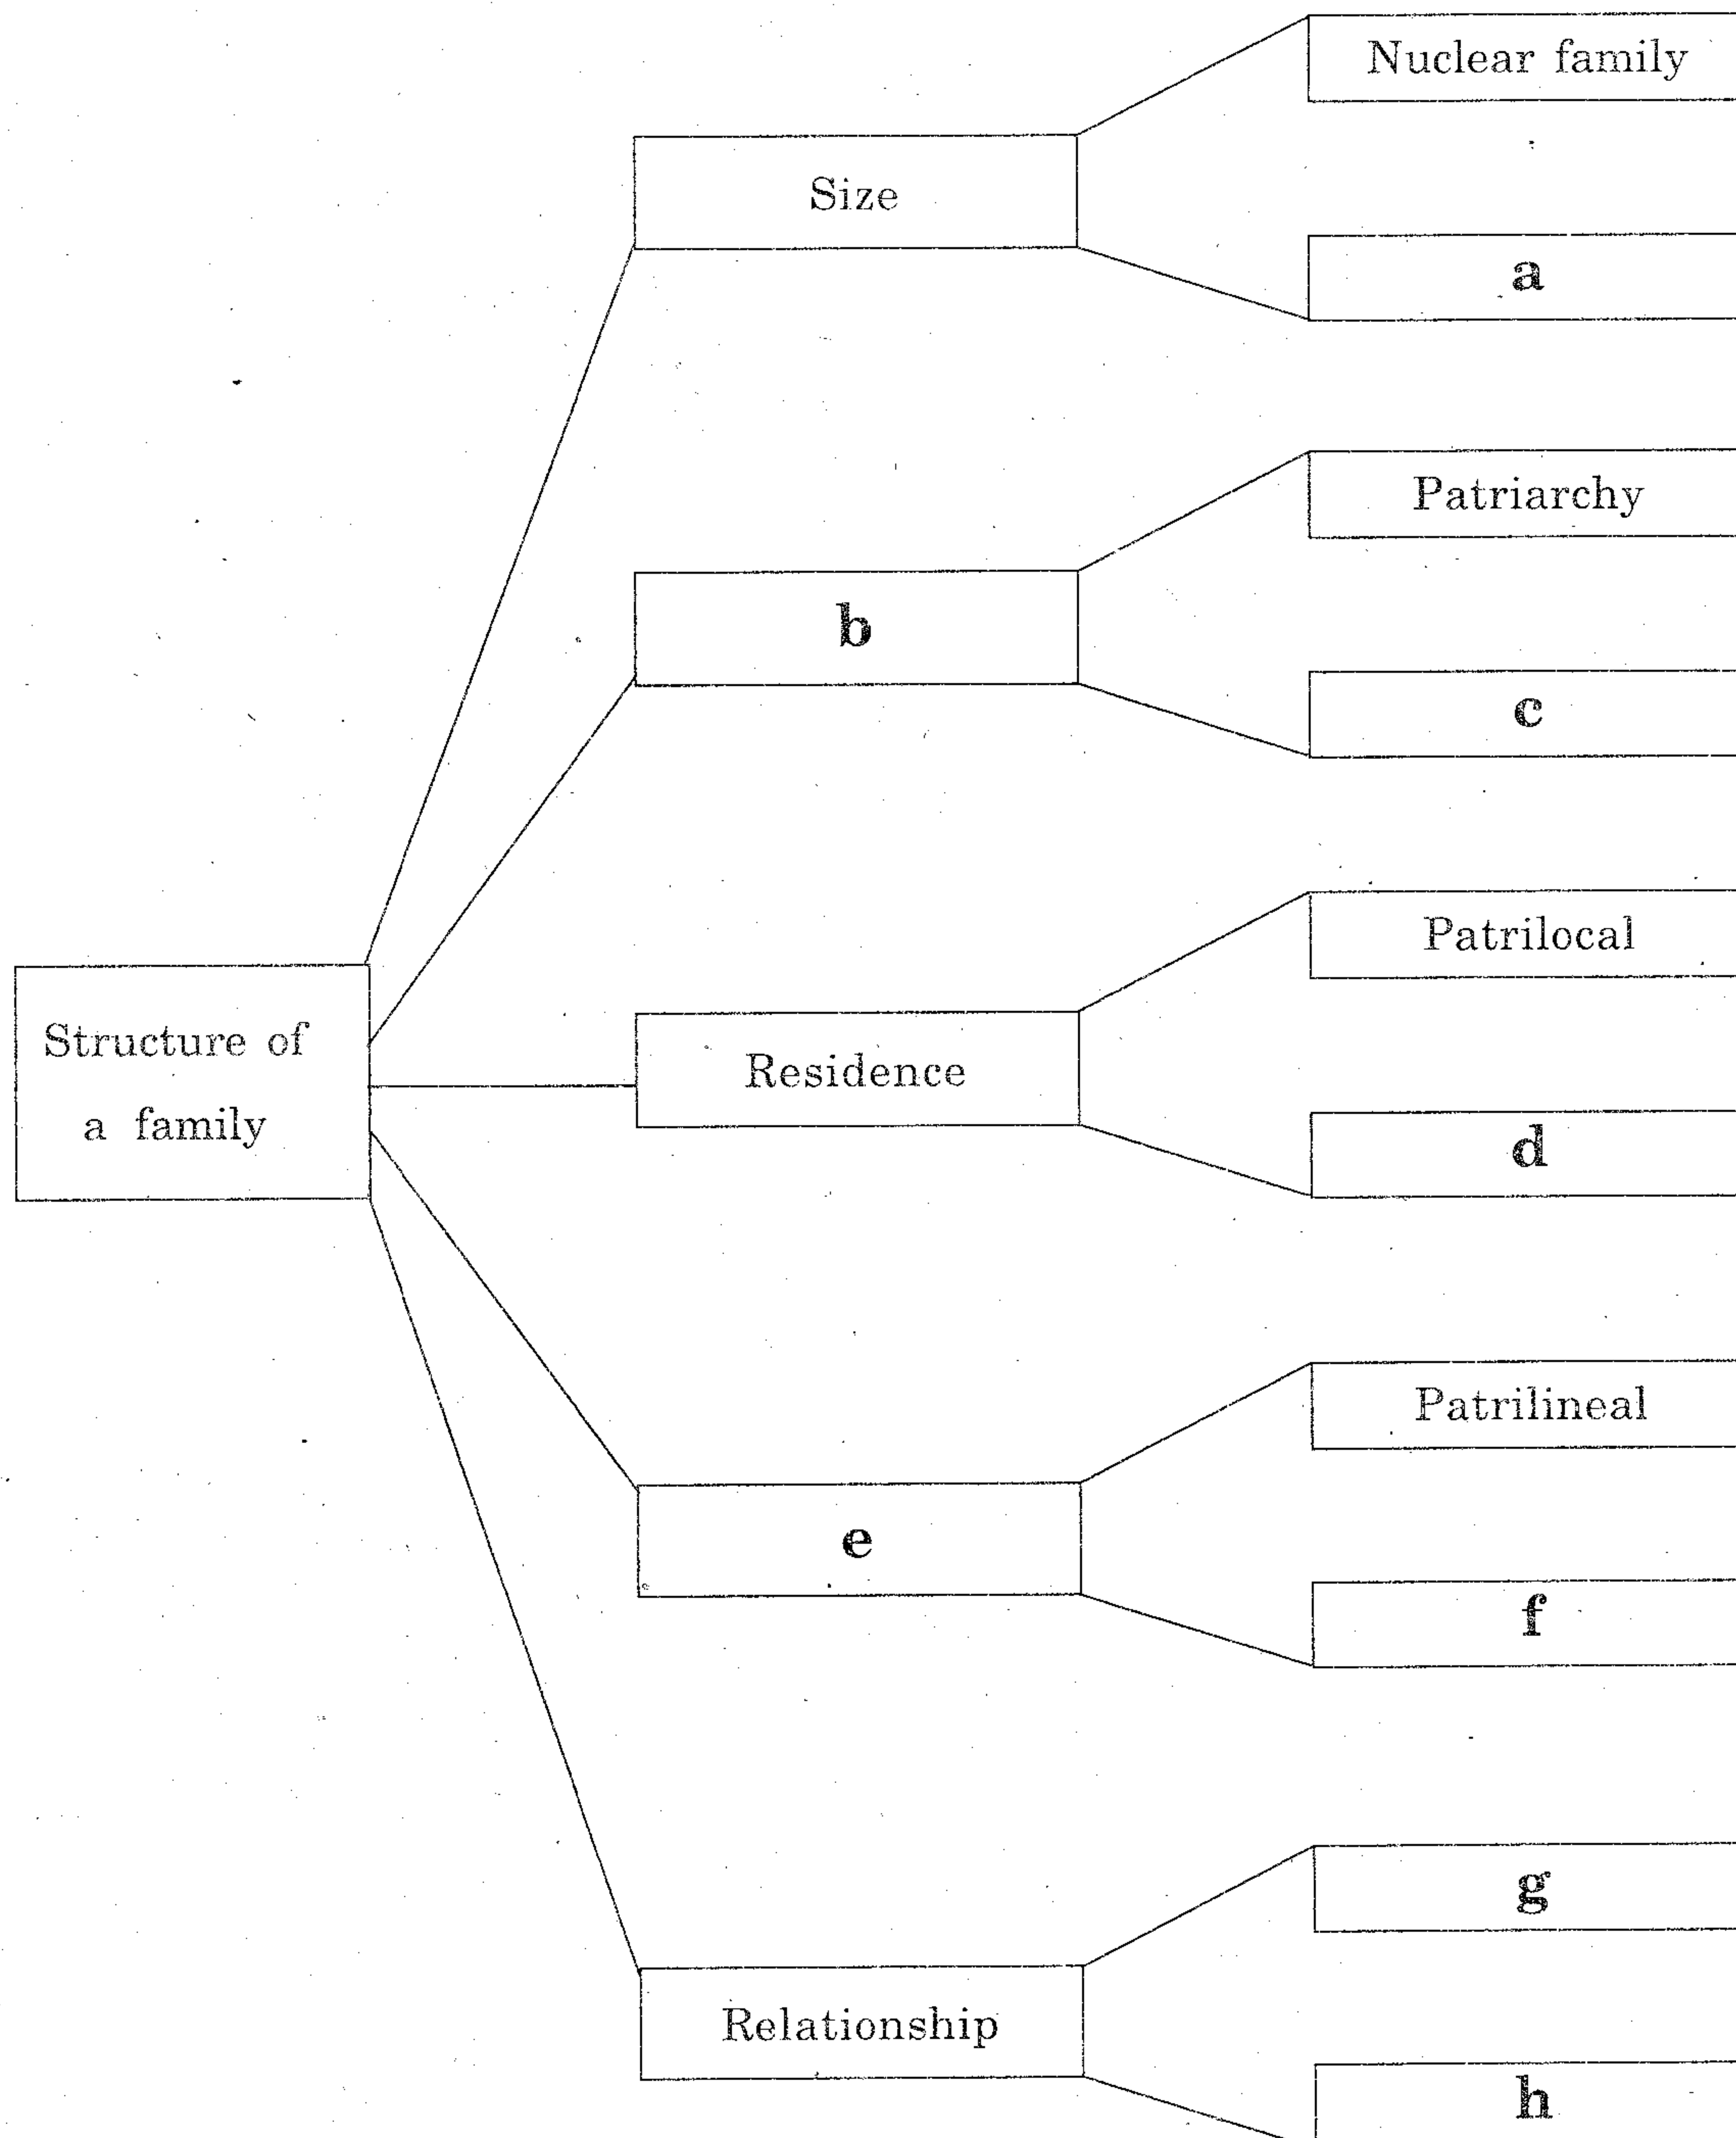 Nuclear family
Size
a
Patriarchy
b
c
Patrilocal
Structure of
a family
Residence
d
Patrilineal
e
f
g
Relationship
h